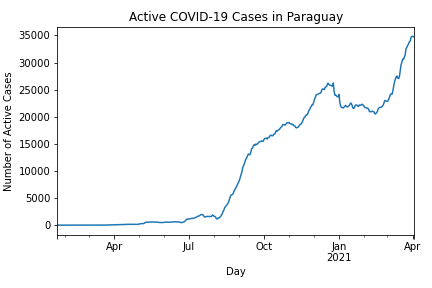 Active COVID-19 Cases in Paraguay
35000
30000
25000
20000
15000
10000
5000
0
Number of Active Cases
Apr Jul Oct Jan Apr
2021
Day